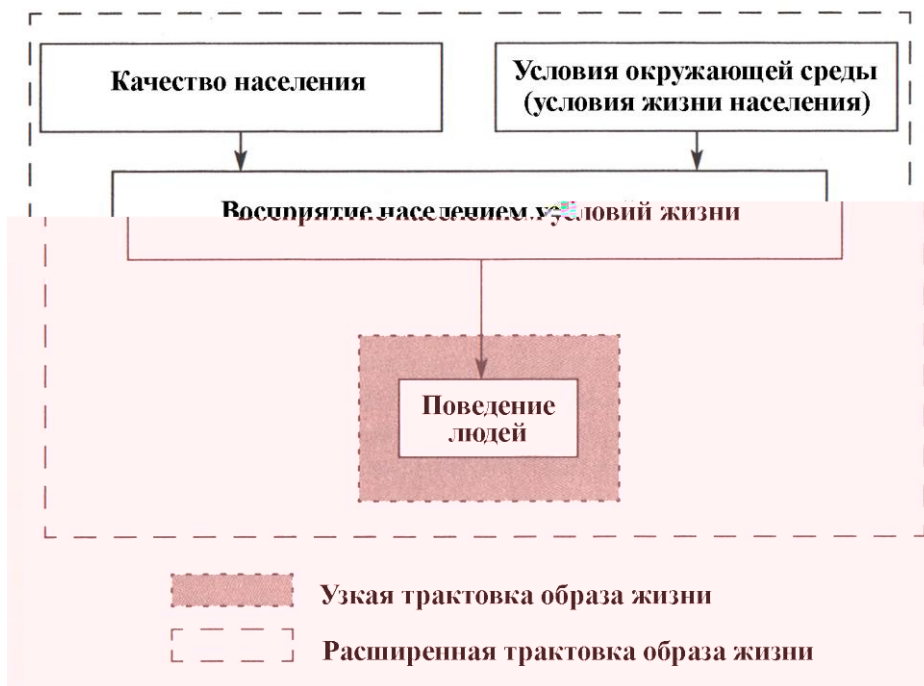 Качество населения
Условия окружающей среды
(условия жизни населения)
Восприятие населением условий жизни
Поведение
людей
Узкая трактовка образа жизни
Расширенная трактовка образа жизни